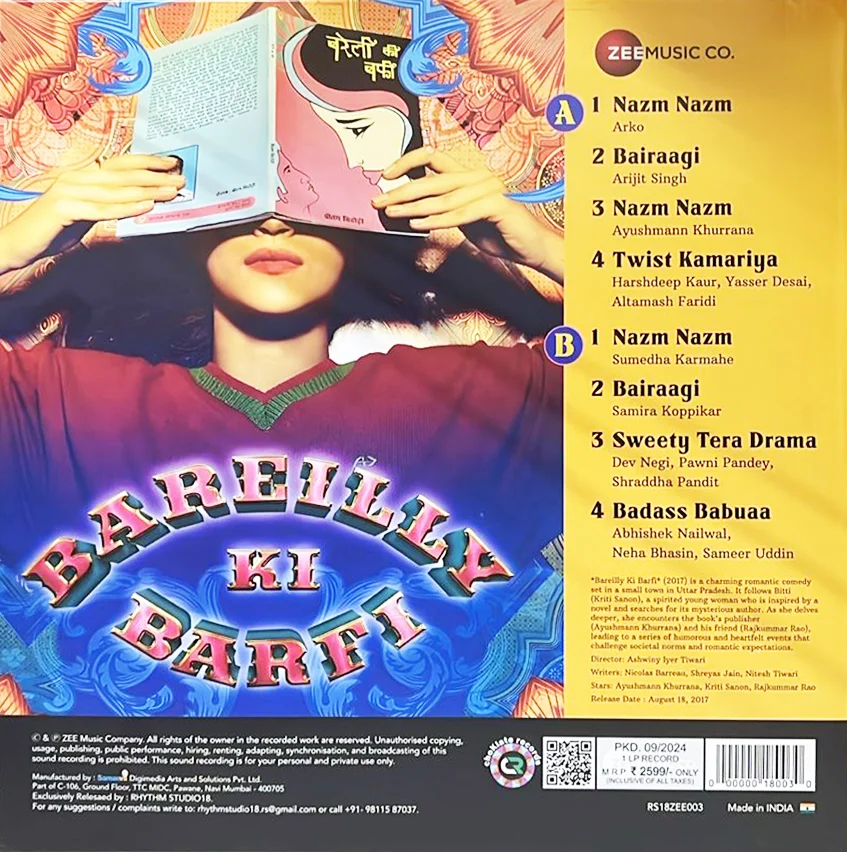 बरेली की
बर्फी
प्रीतम विद्रोही
ZEE MUSIC CO.
A
1 Nazm Nazm
Arko
2 Bairaagi
Arijit Singh
3 Nazm Nazm
Ayushmann Khurrana
4 Twist Kamariya
Harshdeep Kaur, Yasser Desai,
Altamash Faridi
B
1 Nazm Nazm
Sumedha Karmahe
2 Bairaagi
Samira Koppikar
3 Sweety Tera Drama
Dev Negi, Pawni Pandey,
Shraddha Pandit
4 Badass Babuaa
Abhishek Nailwal,
Neha Bhasin, Sameer Uddin
BAREILLY
KI
BARFI
*Bareilly Ki Barfi* (2017) is a charming romantic comedy
set in a small town in Uttar Pradesh. It follows Bitti
(Kriti Sanon), a spirited young woman who is inspired by a
novel and searches for its mysterious author. As she delves
deeper, she encounters the book's publisher
(Ayushmann Khurrana) and his friend (Rajkummar Rao),
leading to a series of humorous and heartfelt events that
challenge societal norms and romantic expectations.
Director: Ashwiny Iyer Tiwari
Writers: Nicolas Barreau, Shreyas Jain, Nitesh Tiwari
Stars: Ayushmann Khurrana, Kriti Sanon, Rajkummar Rao
Release Date : August 18, 2017
© & ℗ ZEE Music Company. All rights of the owner in the recorded work are reserved. Unauthorised copying,
usage, publishing, public performance, hiring, renting, adapting, synchronisation, and broadcasting of this
sound recording is prohibited. This sound recording is for your personal and private use only.
Manufactured by : Digimedia Arts and Solutions Pvt. Ltd.
Part of C-106, Ground Floor, TTC MIDC, Pawane, Navi Mumbai - 400705
Exclusively Relesaed by : RHYTHM STUDIO18.
For any suggestions / complaints write to: rhythmstudio18.rs@gmail.com or call +91- 98115 87037.
CR
PKD. 09/2024
1 LP RECORD
M R P. ₹ 2599/- ONLY
(INCLUSIVE OF ALL TAXES)
0 00000 18003 0
RS18ZEE003
Made in INDIA